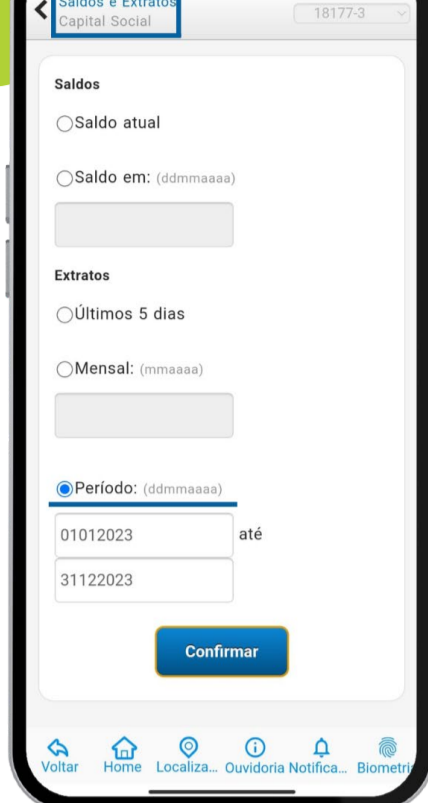 Saldos e Extratos
Capital Social
18177-3
Saldos
Saldo atual
Saldo em: (ddmmaaaa)
Extratos
Últimos 5 dias
Mensal: (mmaaaa)
Período: (ddmmaaaa)
01012023 até
31122023
Confirmar
Voltar Home Localiza... Ouvidoria Notifica... Biometri